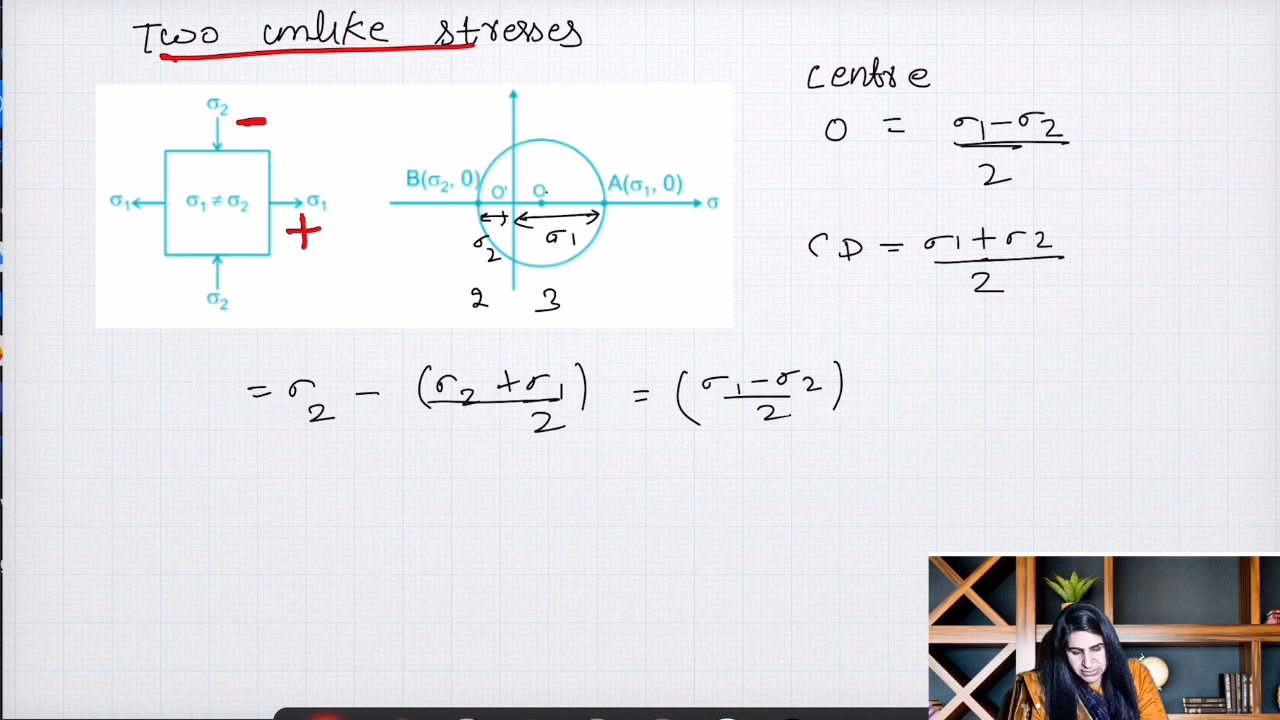 Two unlike stresses
σ2 −
σ1 σ1 ≠ σ2 σ1
+
σ2
B(σ2, 0) O' O A(σ1, 0) σ
σ2 σ1
2 3
centre
O = σ1 − σ2 / 2
CD = σ1 + σ2 / 2
= σ2 − (σ2 + σ1 / 2) = (σ1 − σ2 / 2)